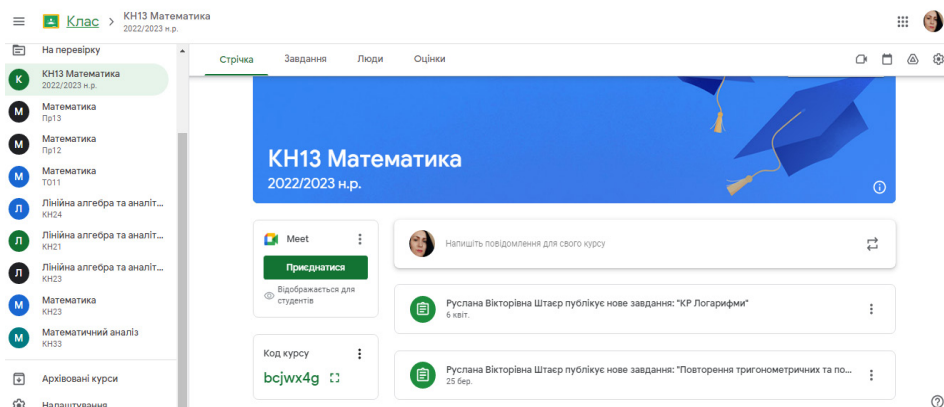 Клас > КН13 Математика
2022/2023 н.р.
На перевірку
К КН13 Математика
2022/2023 н.р.
М Математика
Пр13
М Математика
Пр12
М Математика
ТО11
Л Лінійна алгебра та аналіт...
КН24
Л Лінійна алгебра та аналіт...
КН21
Л Лінійна алгебра та аналіт...
КН23
М Математика
КН23
М Математичний аналіз
КН33
Архівовані курси
Налаштування
Стрічка Завдання Люди Оцінки
КН13 Математика
2022/2023 н.р.
Meet
Приєднатися
Відображається для
студентів
Код курсу
bcjwx4g
Напишіть повідомлення для свого курсу
Руслана Вікторівна Штаєр публікує нове завдання: "КР Логарифми"
6 квіт.
Руслана Вікторівна Штаєр публікує нове завдання: "Повторення тригонометричних та по...
25 бер.